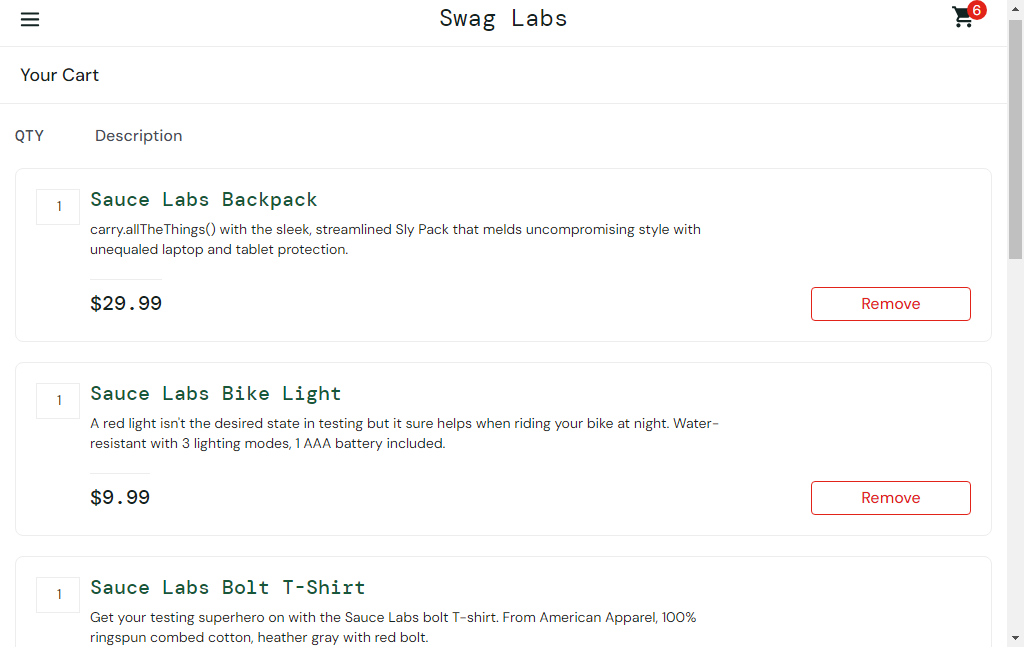 Swag Labs
6
Your Cart
QTY Description
1
Sauce Labs Backpack
carry.allTheThings() with the sleek, streamlined Sly Pack that melds uncompromising style with
unequaled laptop and tablet protection.
$29.99
Remove
1
Sauce Labs Bike Light
A red light isn't the desired state in testing but it sure helps when riding your bike at night. Water-
resistant with 3 lighting modes, 1 AAA battery included.
$9.99
Remove
1
Sauce Labs Bolt T-Shirt
Get your testing superhero on with the Sauce Labs bolt T-shirt. From American Apparel, 100%
ringspun combed cotton, heather gray with red bolt.